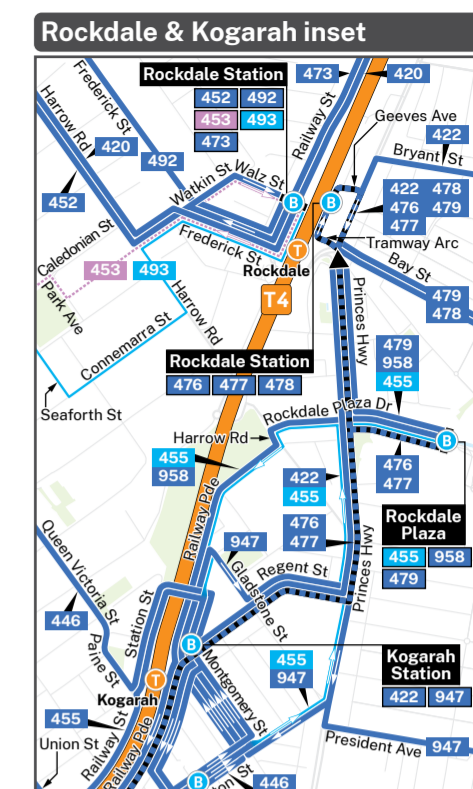 Rockdale & Kogarah inset
Rockdale Station
452 492
453 493
473
473
420
Geeves Ave
422
Bryant St
Frederick St
Harrow Rd
420
492
452
Railway St
Watkin St
Walz St
B
B
422 478
476 479
477
Tramway Arc
Caledonian St
Frederick St
T
Rockdale
Bay St
453 493
Park Ave
Harrow Rd
T4
Princes Hwy
479
478
Connemarra St
Seaforth St
Rockdale Station
476 477 478
479
958
455
Rockdale Plaza Dr
Harrow Rd
B
455
958
476
477
422
455
Railway Pde
476
477
Rockdale
Plaza
455 958
479
Queen Victoria St
947
Regent St
Princes Hwy
Gladstone St
Station St
446
Paine St
B
Kogarah
Station
422 947
T
Kogarah
Montgomery St
455
947
455
Union St
Railway St
Railway Pde
President Ave
947
B
ton St
446